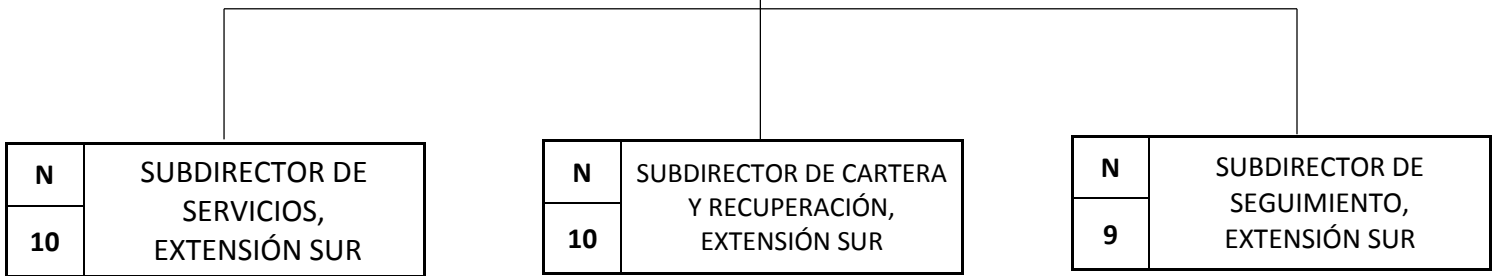 N
10
SUBDIRECTOR DE
SERVICIOS,
EXTENSIÓN SUR
N
10
SUBDIRECTOR DE CARTERA
Y RECUPERACIÓN,
EXTENSIÓN SUR
N
9
SUBDIRECTOR DE
SEGUIMIENTO,
EXTENSIÓN SUR